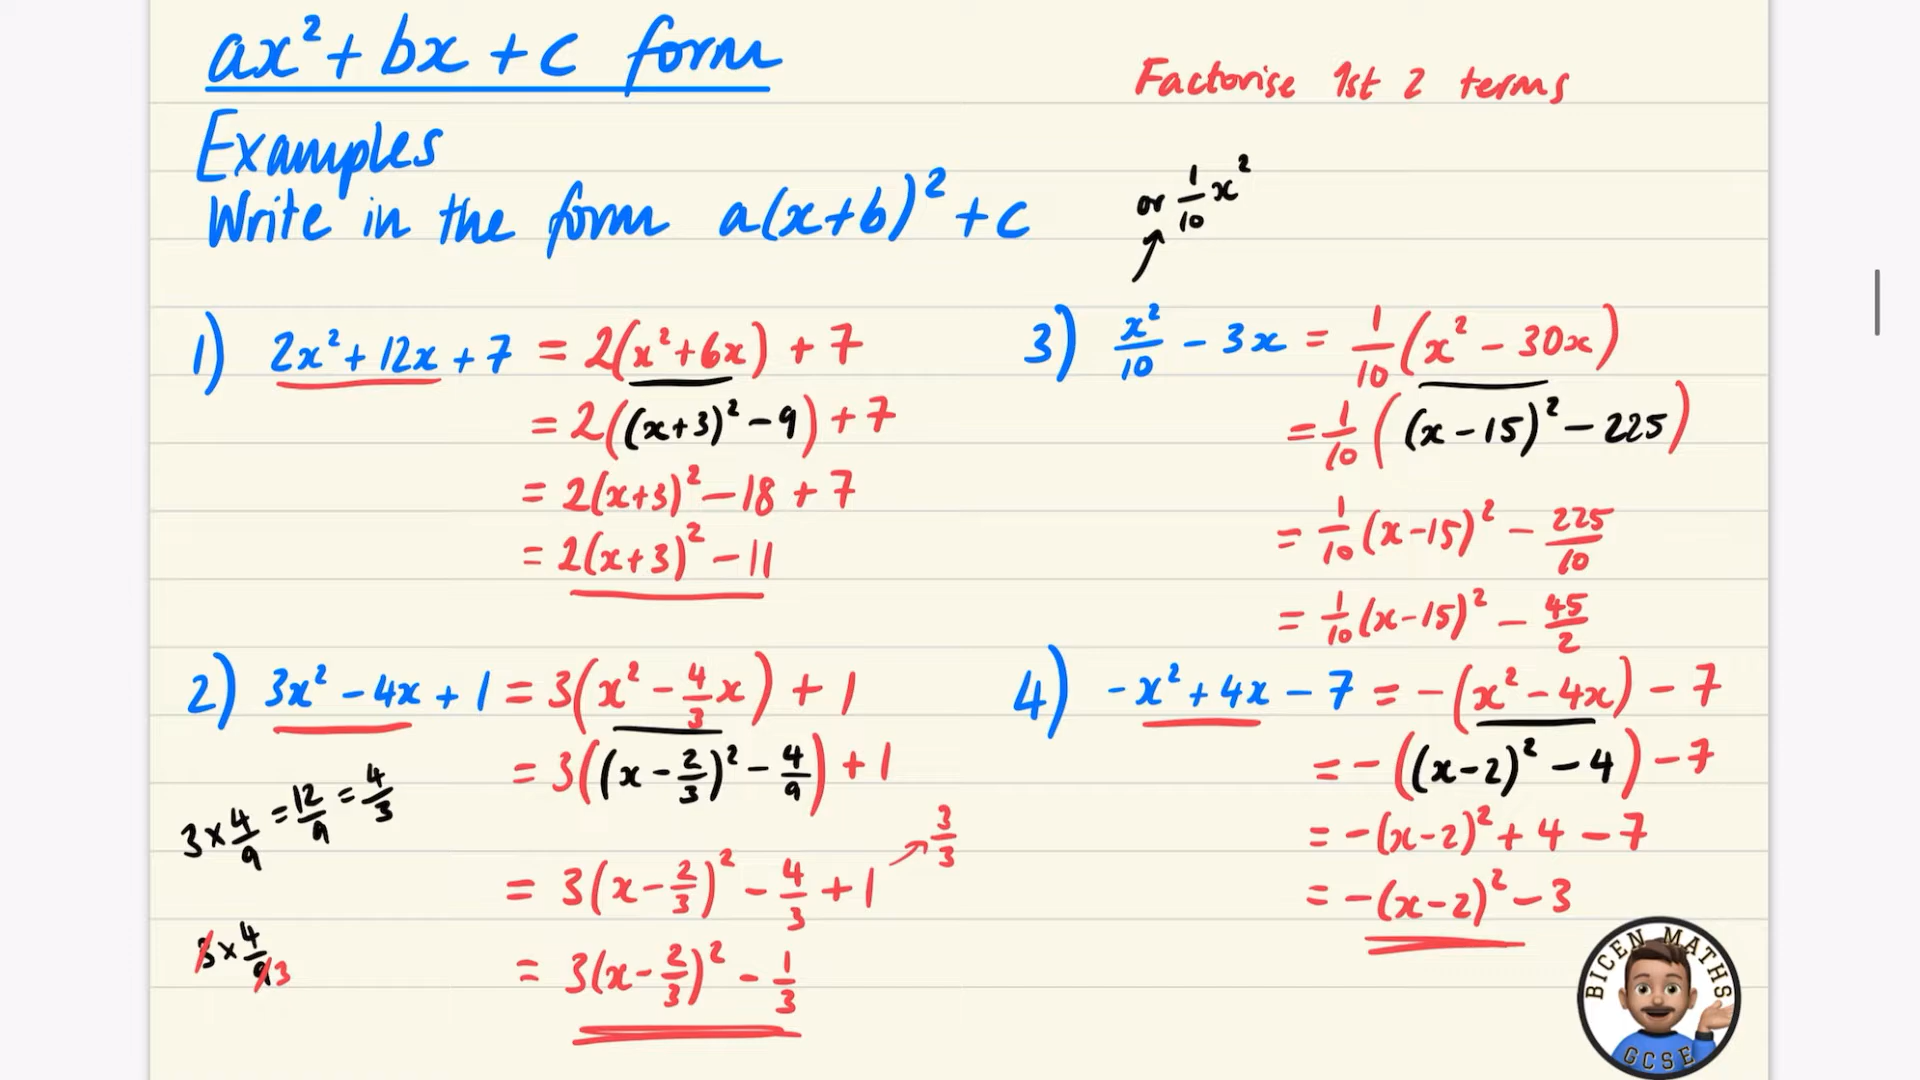 ax² + bx + c form
Factorise 1st 2 terms
Examples
Write in the form a(x+b)² + c
or 1/10 x²
1) 2x² + 12x + 7 = 2(x² + 6x) + 7
= 2((x+3)² - 9) + 7
= 2(x+3)² - 18 + 7
= 2(x+3)² - 11
2) 3x² - 4x + 1 = 3(x² - 4/3 x) + 1
= 3((x - 2/3)² - 4/9) + 1
3 × 4/9 = 12/9 = 4/3
3/3
= 3(x - 2/3)² - 4/3 + 1
3 × 4/9 3
= 3(x - 2/3)² - 1/3
3) x²/10 - 3x = 1/10 (x² - 30x)
= 1/10 ((x - 15)² - 225)
= 1/10 (x - 15)² - 225/10
= 1/10 (x - 15)² - 45/2
4) -x² + 4x - 7 = -(x² - 4x) - 7
= -((x-2)² - 4) - 7
= -(x-2)² + 4 - 7
= -(x-2)² - 3
BICEN MATHS
GCSE